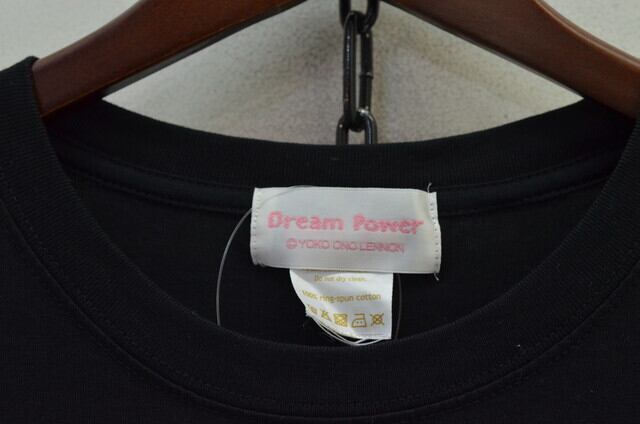 Dream Power
© YOKO ONO LENNON
Do not dry clean.
100% ring-spun cotton